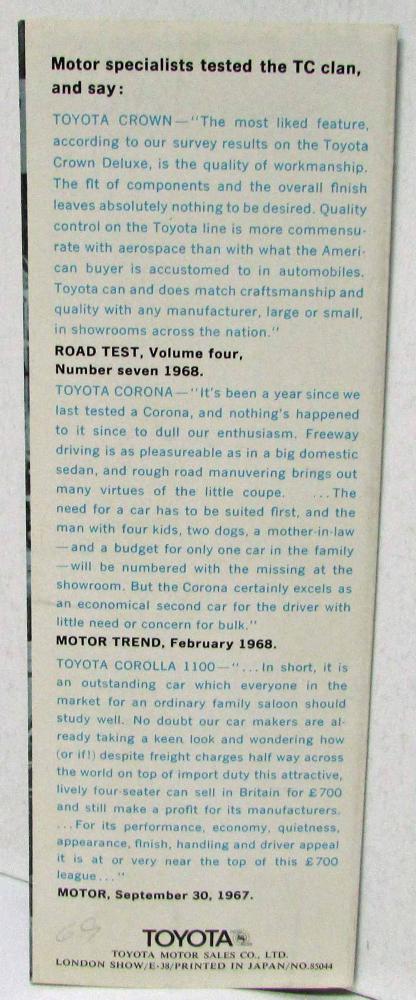 Motor specialists tested the TC clan,
and say:
TOYOTA CROWN—"The most liked feature,
according to our survey results on the Toyota
Crown Deluxe, is the quality of workmanship.
The fit of components and the overall finish
leaves absolutely nothing to be desired. Quality
control on the Toyota line is more commensu-
rate with aerospace than with what the Ameri-
can buyer is accustomed to in automobiles.
Toyota can and does match craftsmanship and
quality with any manufacturer, large or small,
in showrooms across the nation."
ROAD TEST, Volume four,
Number seven 1968.
TOYOTA CORONA—"It's been a year since we
last tested a Corona, and nothing's happened
to it since to dull our enthusiasm. Freeway
driving is as pleasureable as in a big domestic
sedan, and rough road manuvering brings out
many virtues of the little coupe. ...The
need for a car has to be suited first, and the
man with four kids, two dogs, a mother-in-law
—and a budget for only one car in the family
—will be numbered with the missing at the
showroom. But the Corona certainly excels as
an economical second car for the driver with
little need or concern for bulk."
MOTOR TREND, February 1968.
TOYOTA COROLLA 1100—"...In short, it is
an outstanding car which everyone in the
market for an ordinary family saloon should
study well. No doubt our car makers are al-
ready taking a keen look and wondering how
(or if!) despite freight charges half way across
the world on top of import duty this attractive,
lively four-seater can sell in Britain for £700
and still make a profit for its manufacturers.
...For its performance, economy, quietness,
appearance, finish, handling and driver appeal
it is at or very near the top of this £700
league..."
MOTOR, September 30, 1967.
69
TOYOTA
TOYOTA MOTOR SALES CO., LTD.
LONDON SHOW/E-38/PRINTED IN JAPAN/NO.85044